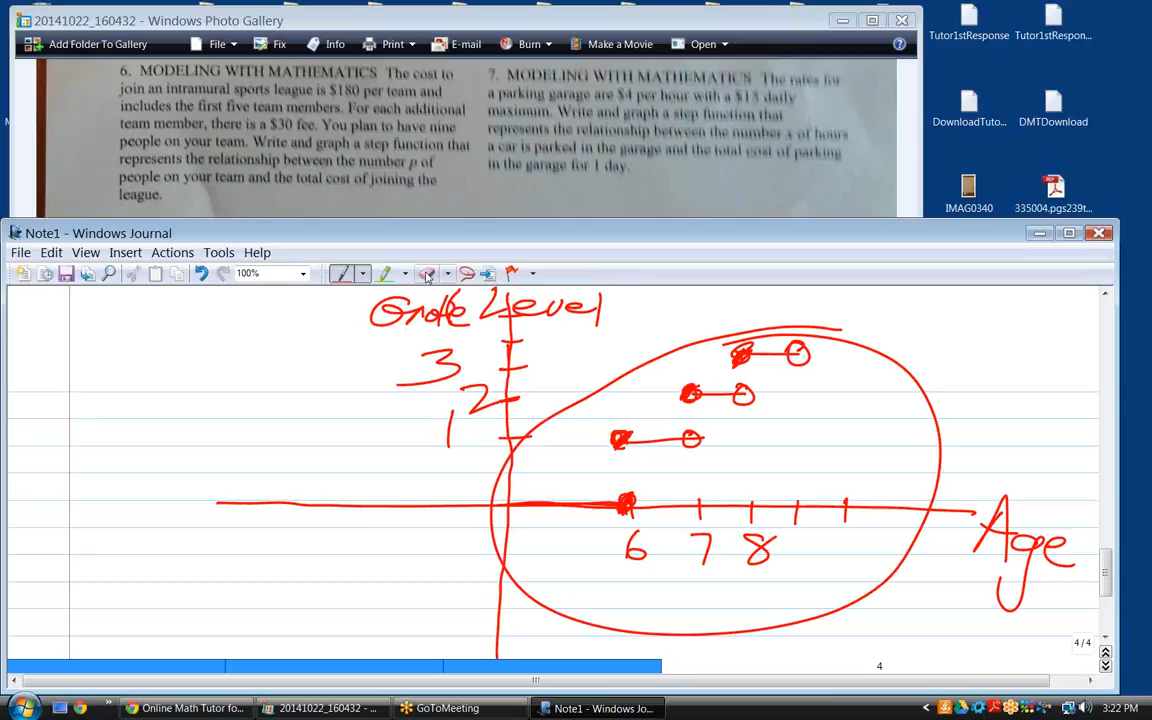 20141022_160432 - Windows Photo Gallery
Add Folder To Gallery File Fix Info Print E-mail Burn Make a Movie Open
6. MODELING WITH MATHEMATICS The cost to
join an intramural sports league is $180 per team and
includes the first five team members. For each additional
team member, there is a $30 fee. You plan to have nine
people on your team. Write and graph a step function that
represents the relationship between the number p of
people on your team and the total cost of joining the
league.
7. MODELING WITH MATHEMATICS The rates for
a parking garage are $4 per hour with a $15 daily
maximum. Write and graph a step function that
represents the relationship between the number x of hours
a car is parked in the garage and the total cost of parking
in the garage for 1 day.
Tutor1stResponse
Tutor1stRespon...
DownloadTuto...
DMTDownload
IMAG0340
335004.pgs239t...
Note1 - Windows Journal
File Edit View Insert Actions Tools Help
100%
Grade Level
3
2
1
6 7 8
Age
4/4
4
Online Math Tutor fo...
20141022_160432 - ...
GoToMeeting
Note1 - Windows Jo...
3:22 PM